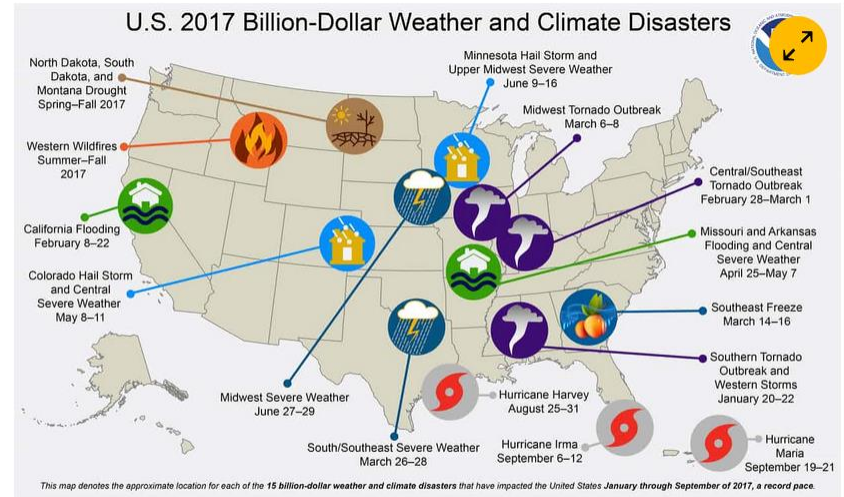 U.S. 2017 Billion-Dollar Weather and Climate Disasters
North Dakota, South
Dakota, and
Montana Drought
Spring–Fall 2017
Minnesota Hail Storm and
Upper Midwest Severe Weather
June 9–16
Midwest Tornado Outbreak
March 6–8
Western Wildfires
Summer–Fall
2017
Central/Southeast
Tornado Outbreak
February 28–March 1
California Flooding
February 8–22
Missouri and Arkansas
Flooding and Central
Severe Weather
April 25–May 7
Colorado Hail Storm
and Central
Severe Weather
May 8–11
Southeast Freeze
March 14–16
Southern Tornado
Outbreak and
Western Storms
January 20–22
Midwest Severe Weather
June 27–29
Hurricane Harvey
August 25–31
South/Southeast Severe Weather
March 26–28
Hurricane Irma
September 6–12
Hurricane
Maria
September 19–21
This map denotes the approximate location for each of the 15 billion-dollar weather and climate disasters that have impacted the United States January through September of 2017, a record pace.